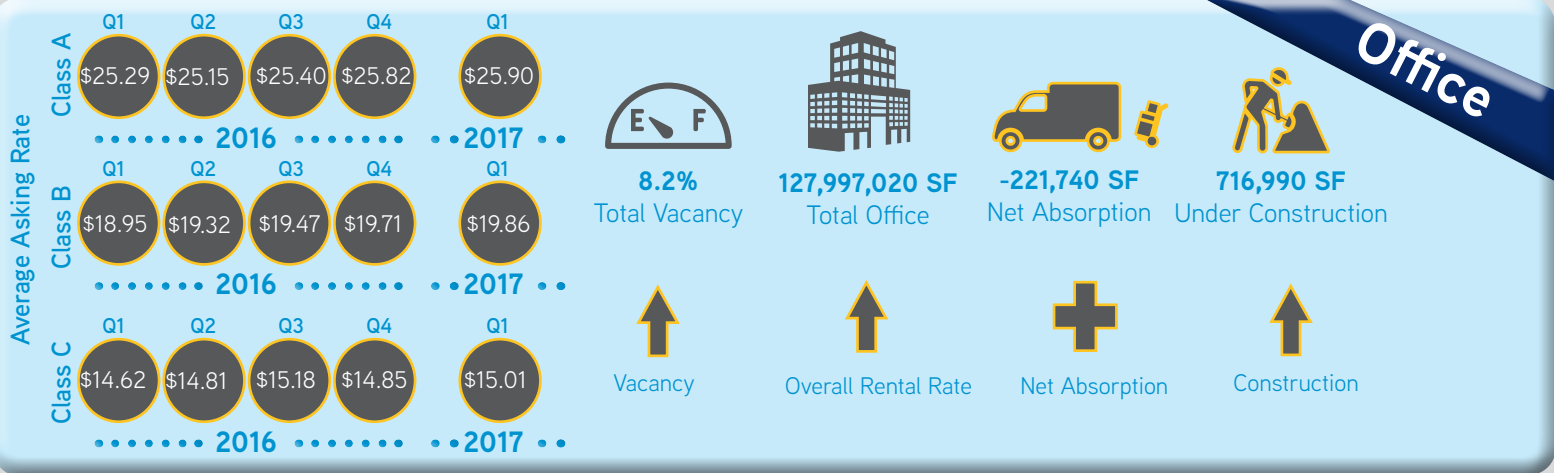 Office
Average Asking Rate
Class A
Q1 Q2 Q3 Q4 Q1
$25.29 $25.15 $25.40 $25.82 $25.90
2016 2017
Class B
Q1 Q2 Q3 Q4 Q1
$18.95 $19.32 $19.47 $19.71 $19.86
2016 2017
Class C
Q1 Q2 Q3 Q4 Q1
$14.62 $14.81 $15.18 $14.85 $15.01
2016 2017
E F
8.2% 127,997,020 SF -221,740 SF 716,990 SF
Total Vacancy Total Office Net Absorption Under Construction
Vacancy Overall Rental Rate Net Absorption Construction